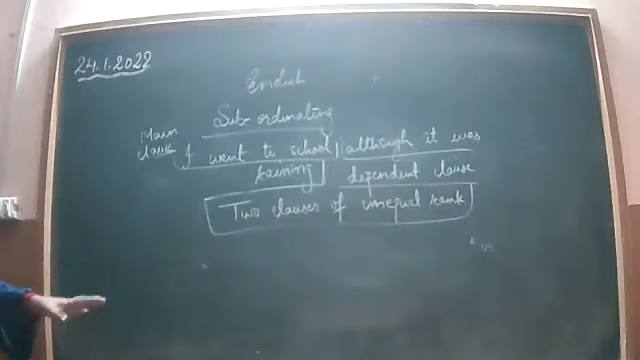 24.1.2022
English
Sub-ordinating
Main clause
I went to school although it was
raining
dependent clause
Two clauses of unequal rank